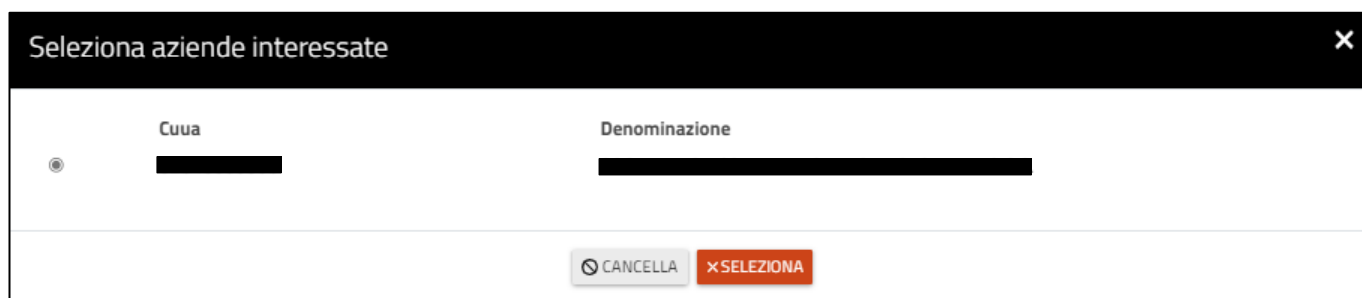 Seleziona aziende interessate
Cuua Denominazione
CANCELLA SELEZIONA